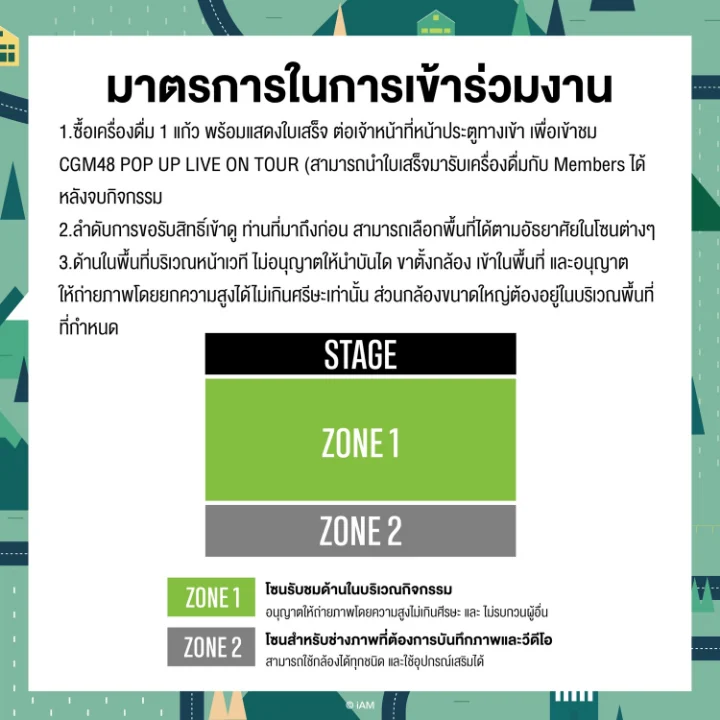 มาตรการในการเข้าร่วมงาน
1.ซื้อเครื่องดื่ม 1 แก้ว พร้อมแสดงใบเสร็จ ต่อเจ้าหน้าที่หน้าประตูทางเข้า เพื่อเข้าชม
CGM48 POP UP LIVE ON TOUR (สามารถนำใบเสร็จมารับเครื่องดื่มกับ Members ได้
หลังจบกิจกรรม
2.ลำดับการขอรับสิทธิ์เข้าดู ท่านที่มาถึงก่อน สามารถเลือกพื้นที่ได้ตามอัธยาศัยในโซนต่างๆ
3.ด้านในพื้นที่บริเวณหน้าเวที ไม่อนุญาตให้นำบันได ขาตั้งกล้อง เข้าในพื้นที่ และอนุญาต
ให้ถ่ายภาพโดยยกความสูงได้ไม่เกินศรีษะเท่านั้น ส่วนกล้องขนาดใหญ่ต้องอยู่ในบริเวณพื้นที่
ที่กำหนด
STAGE
ZONE 1
ZONE 2
ZONE 1
โซนรับชมด้านในบริเวณกิจกรรม
อนุญาตให้ถ่ายภาพโดยความสูงไม่เกินศีรษะ และ ไม่รบกวนผู้อื่น
ZONE 2
โซนสำหรับช่างภาพที่ต้องการบันทึกภาพและวีดีโอ
สามารถใช้กล้องได้ทุกชนิด และใช้อุปกรณ์เสริมได้
© iAM